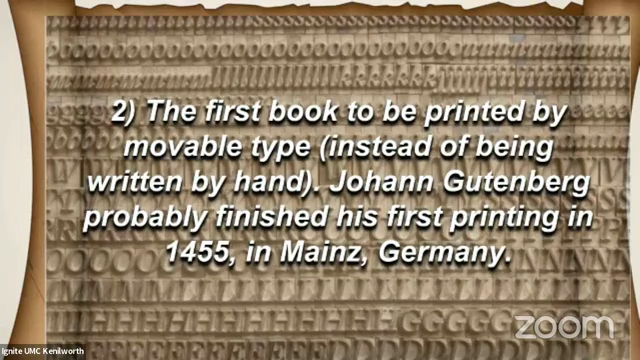 2) The first book to be printed by
movable type (instead of being
written by hand). Johann Gutenberg
probably finished his first printing in
1455, in Mainz, Germany.
zoom
Ignite UMC Kenilworth